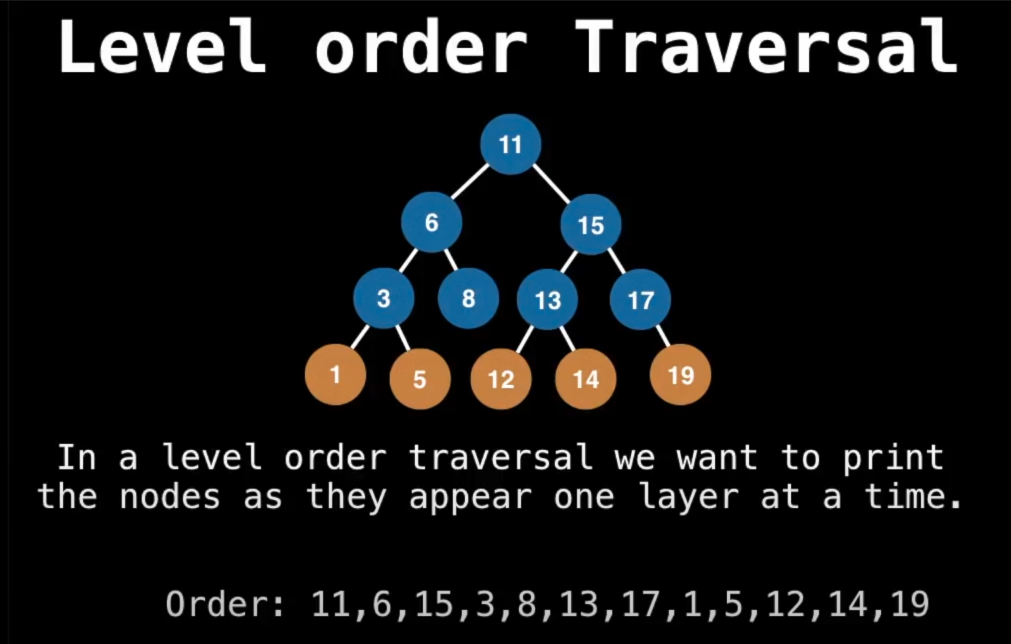 Level order Traversal
11
6 15
3 8 13 17
1 5 12 14 19
In a level order traversal we want to print
the nodes as they appear one layer at a time.
Order: 11,6,15,3,8,13,17,1,5,12,14,19